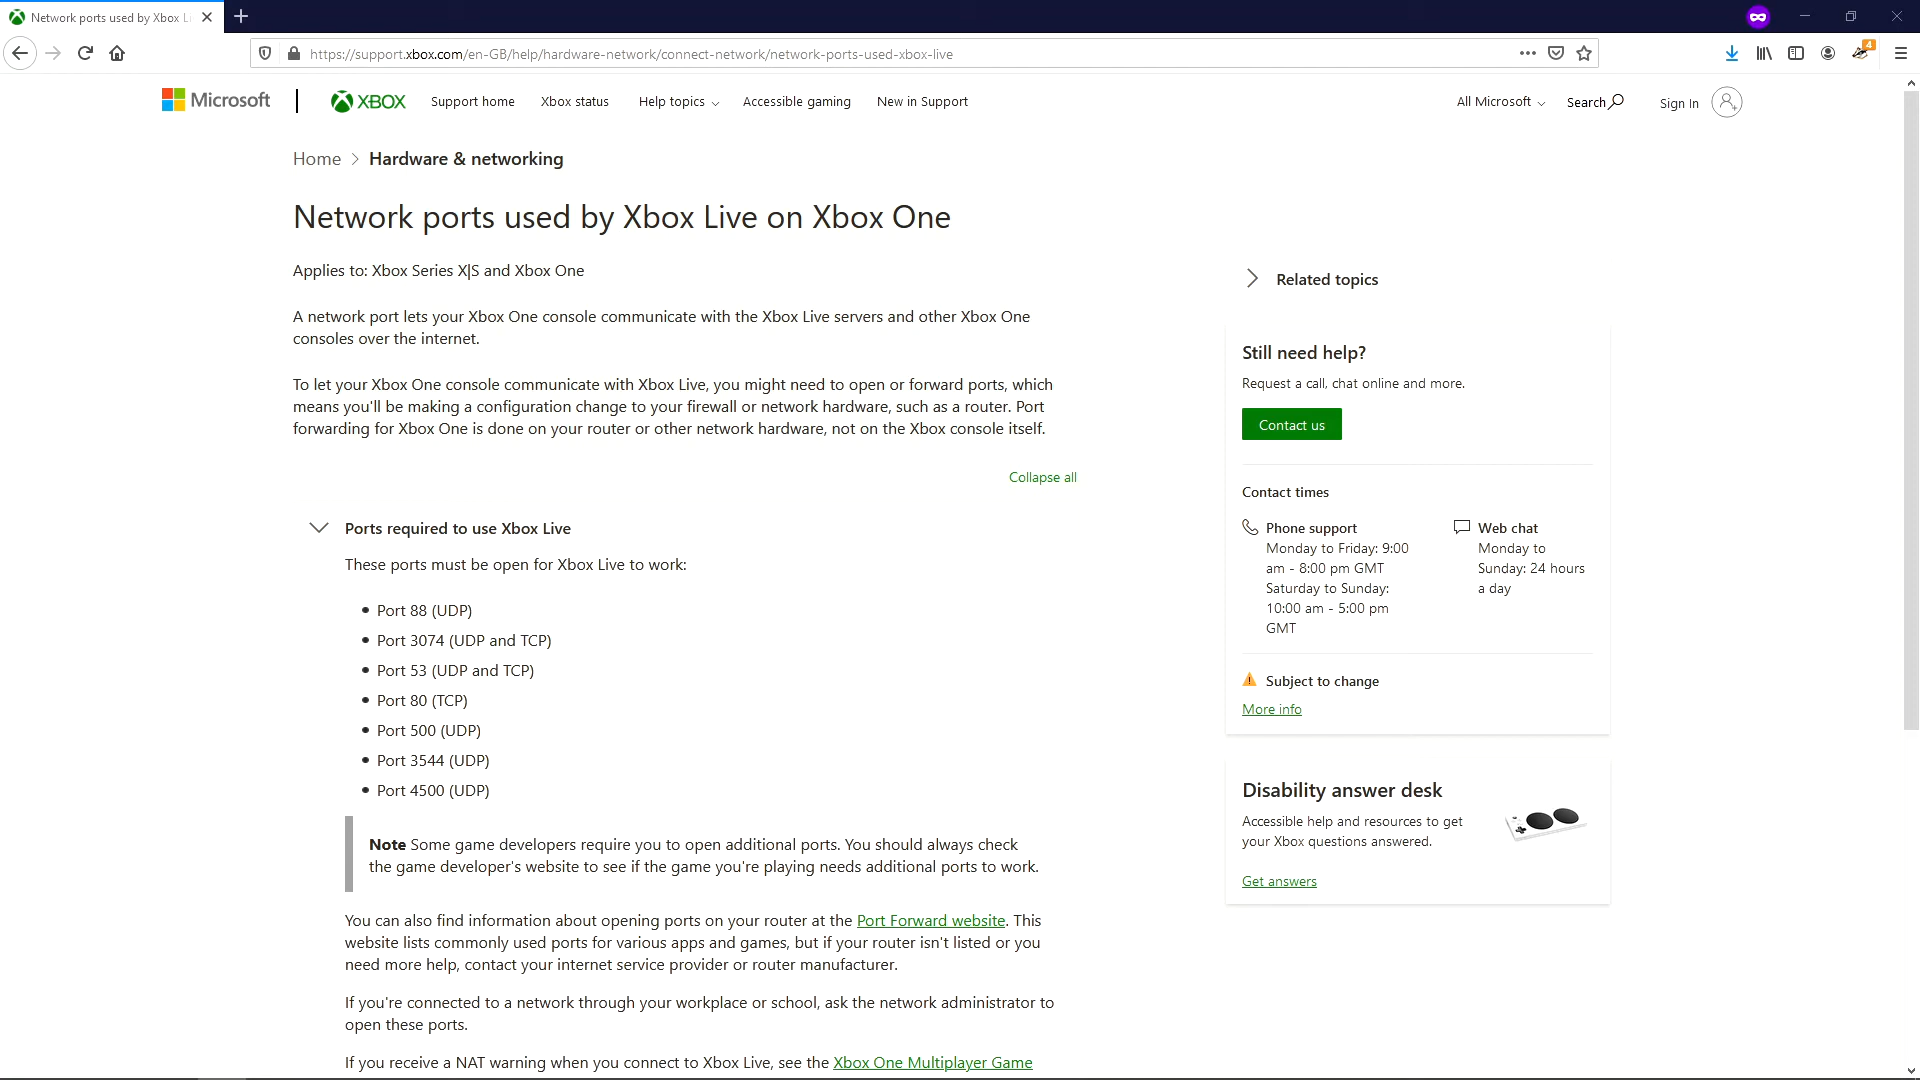 Network ports used by Xbox Li
4
https://support.xbox.com/en-GB/help/hardware-network/connect-network/network-ports-used-xbox-live
Microsoft
XBOX
Support home
Xbox status
Help topics
Accessible gaming
New in Support
All Microsoft
Search
Sign In
Home > Hardware & networking
Network ports used by Xbox Live on Xbox One
Applies to: Xbox Series X|S and Xbox One
A network port lets your Xbox One console communicate with the Xbox Live servers and other Xbox One
consoles over the internet.
To let your Xbox One console communicate with Xbox Live, you might need to open or forward ports, which
means you'll be making a configuration change to your firewall or network hardware, such as a router. Port
forwarding for Xbox One is done on your router or other network hardware, not on the Xbox console itself.
Collapse all
Ports required to use Xbox Live
These ports must be open for Xbox Live to work:
• Port 88 (UDP)
• Port 3074 (UDP and TCP)
• Port 53 (UDP and TCP)
• Port 80 (TCP)
• Port 500 (UDP)
• Port 3544 (UDP)
• Port 4500 (UDP)
Note Some game developers require you to open additional ports. You should always check
the game developer's website to see if the game you're playing needs additional ports to work.
You can also find information about opening ports on your router at the Port Forward website. This
website lists commonly used ports for various apps and games, but if your router isn't listed or you
need more help, contact your internet service provider or router manufacturer.
If you're connected to a network through your workplace or school, ask the network administrator to
open these ports.
If you receive a NAT warning when you connect to Xbox Live, see the Xbox One Multiplayer Game
Related topics
Still need help?
Request a call, chat online and more.
Contact us
Contact times
Phone support
Monday to Friday: 9:00
am - 8:00 pm GMT
Saturday to Sunday:
10:00 am - 5:00 pm
GMT
Web chat
Monday to
Sunday: 24 hours
a day
Subject to change
More info
Disability answer desk
Accessible help and resources to get
your Xbox questions answered.
Get answers